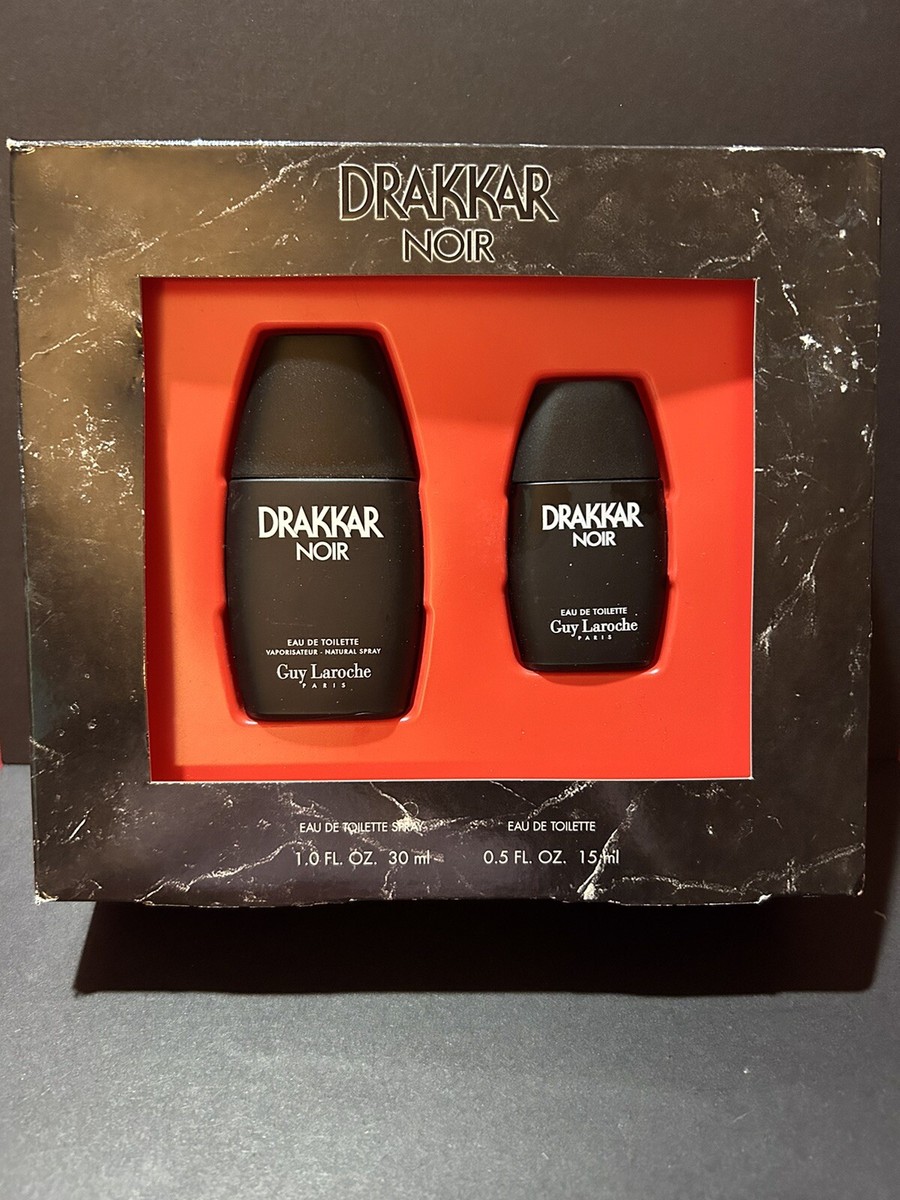 DRAKKAR
NOIR
DRAKKAR
NOIR
EAU DE TOILETTE
VAPORISATEUR - NATURAL SPRAY
Guy Laroche
PARIS
DRAKKAR
NOIR
EAU DE TOILETTE
Guy Laroche
PARIS
EAU DE TOILETTE SPRAY
1.0 FL. OZ. 30 ml
EAU DE TOILETTE
0.5 FL. OZ. 15 ml